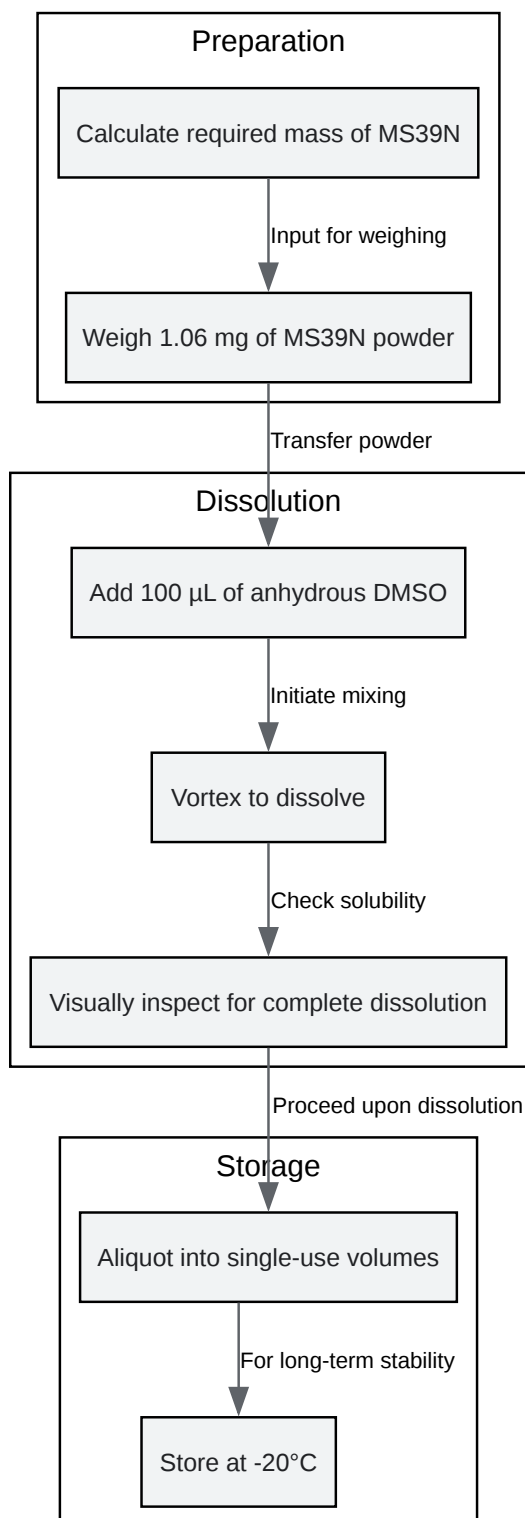 Preparation
Calculate required mass of MS39N
Input for weighing
Weigh 1.06 mg of MS39N powder
Transfer powder
Dissolution
Add 100 µL of anhydrous DMSO
Initiate mixing
Vortex to dissolve
Check solubility
Visually inspect for complete dissolution
Proceed upon dissolution
Storage
Aliquot into single-use volumes
For long-term stability
Store at -20°C